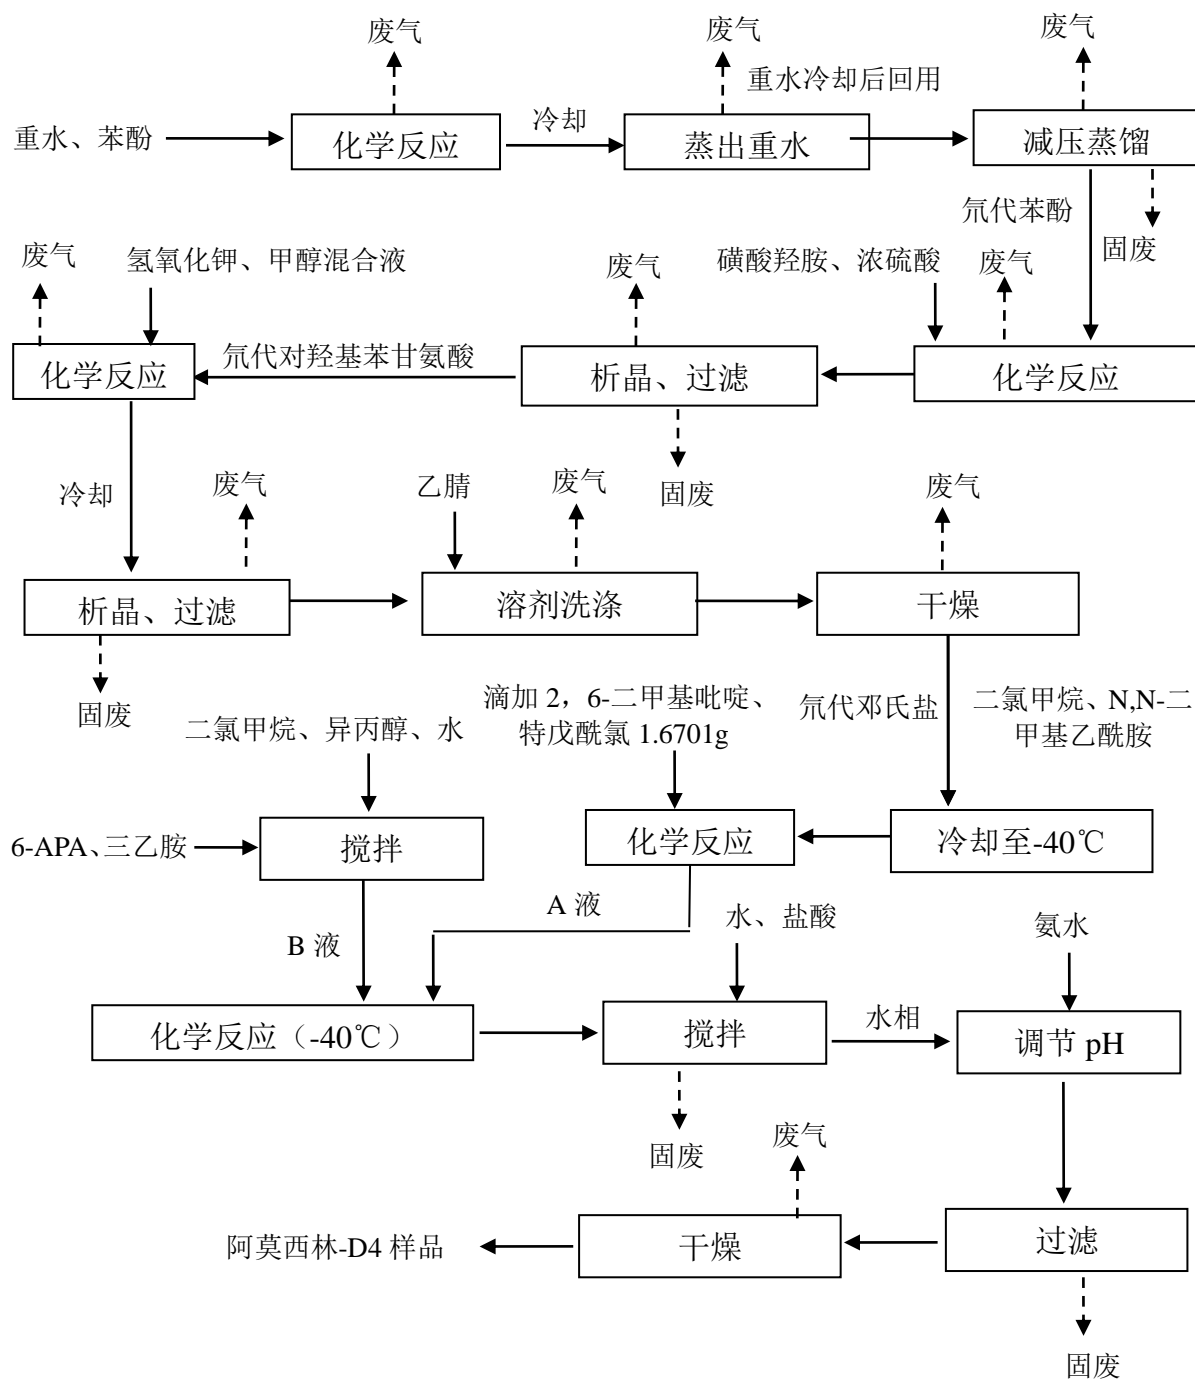 废气
废气
废气
重水冷却后回用
重水、苯酚
化学反应
冷却
蒸出重水
减压蒸馏
氘代苯酚
固废
废气
氢氧化钾、甲醇混合液
废气
磺酸羟胺、浓硫酸
废气
化学反应
氘代对羟基苯甘氨酸
析晶、过滤
化学反应
冷却
废气
乙腈
废气
固废
废气
析晶、过滤
溶剂洗涤
干燥
固废
二氯甲烷、异丙醇、水
滴加 2，6-二甲基吡啶、
特戊酰氯 1.6701g
氘代邓氏盐
二氯甲烷、N,N-二
甲基乙酰胺
6-APA、三乙胺
搅拌
化学反应
冷却至-40℃
B 液
A 液
水、盐酸
氨水
化学反应（-40℃）
搅拌
水相
调节 pH
固废
废气
阿莫西林-D4 样品
干燥
过滤
固废